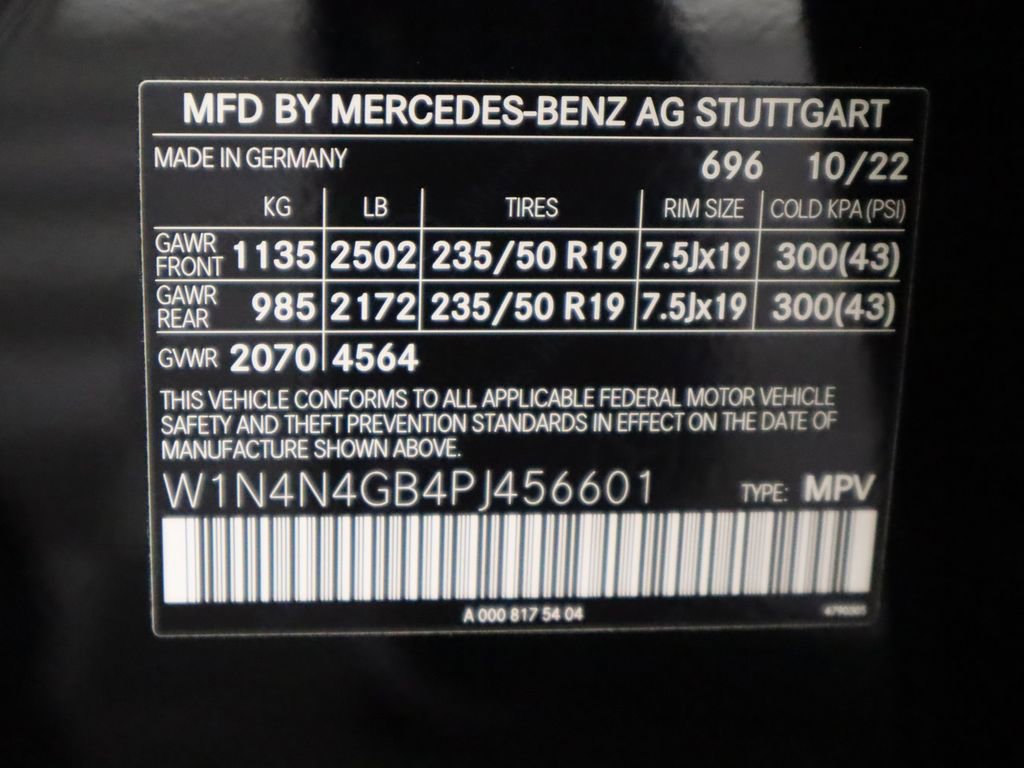 MFD BY MERCEDES-BENZ AG STUTTGART
MADE IN GERMANY 696 10/22
KG LB TIRES RIM SIZE COLD KPA (PSI)
GAWR FRONT 1135 2502 235/50 R19 7.5Jx19 300(43)
GAWR REAR 985 2172 235/50 R19 7.5Jx19 300(43)
GVWR 2070 4564
THIS VEHICLE CONFORMS TO ALL APPLICABLE FEDERAL MOTOR VEHICLE
SAFETY AND THEFT PREVENTION STANDARDS IN EFFECT ON THE DATE OF
MANUFACTURE SHOWN ABOVE.
W1N4N4GB4PJ456601 TYPE: MPV
A 000 817 54 04